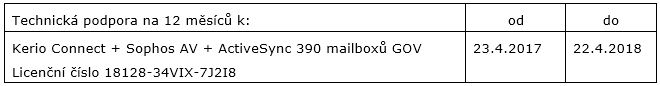 Technická podpora na 12 měsíců k: od do
Kerio Connect + Sophos AV + ActiveSync 390 mailboxů GOV 23.4.2017 22.4.2018
Licenční číslo 18128-34VIX-7J2I8